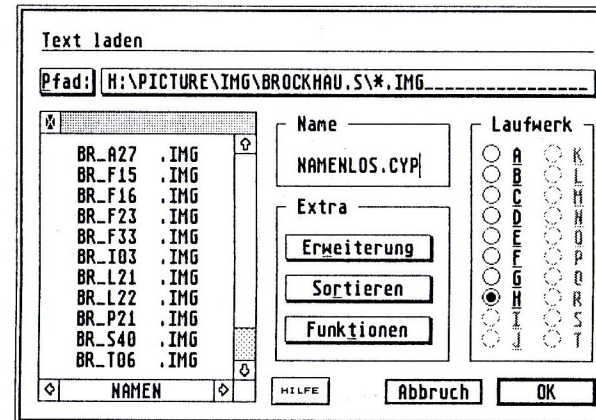 Text laden
Pfad: H:\PICTURE\IMG\BROCKHAU.S\*.IMG_________________
BR_A27 .IMG
BR_F15 .IMG
BR_F16 .IMG
BR_F23 .IMG
BR_F33 .IMG
BR_I03 .IMG
BR_L21 .IMG
BR_L22 .IMG
BR_P21 .IMG
BR_S40 .IMG
BR_T06 .IMG
NAMEN
Name
NAMENLOS.CYP
Extra
Erweiterung
Sortieren
Funktionen
Laufwerk
A K
B L
C M
D N
E O
F P
G Q
H R
I S
J T
HILFE
Abbruch
OK